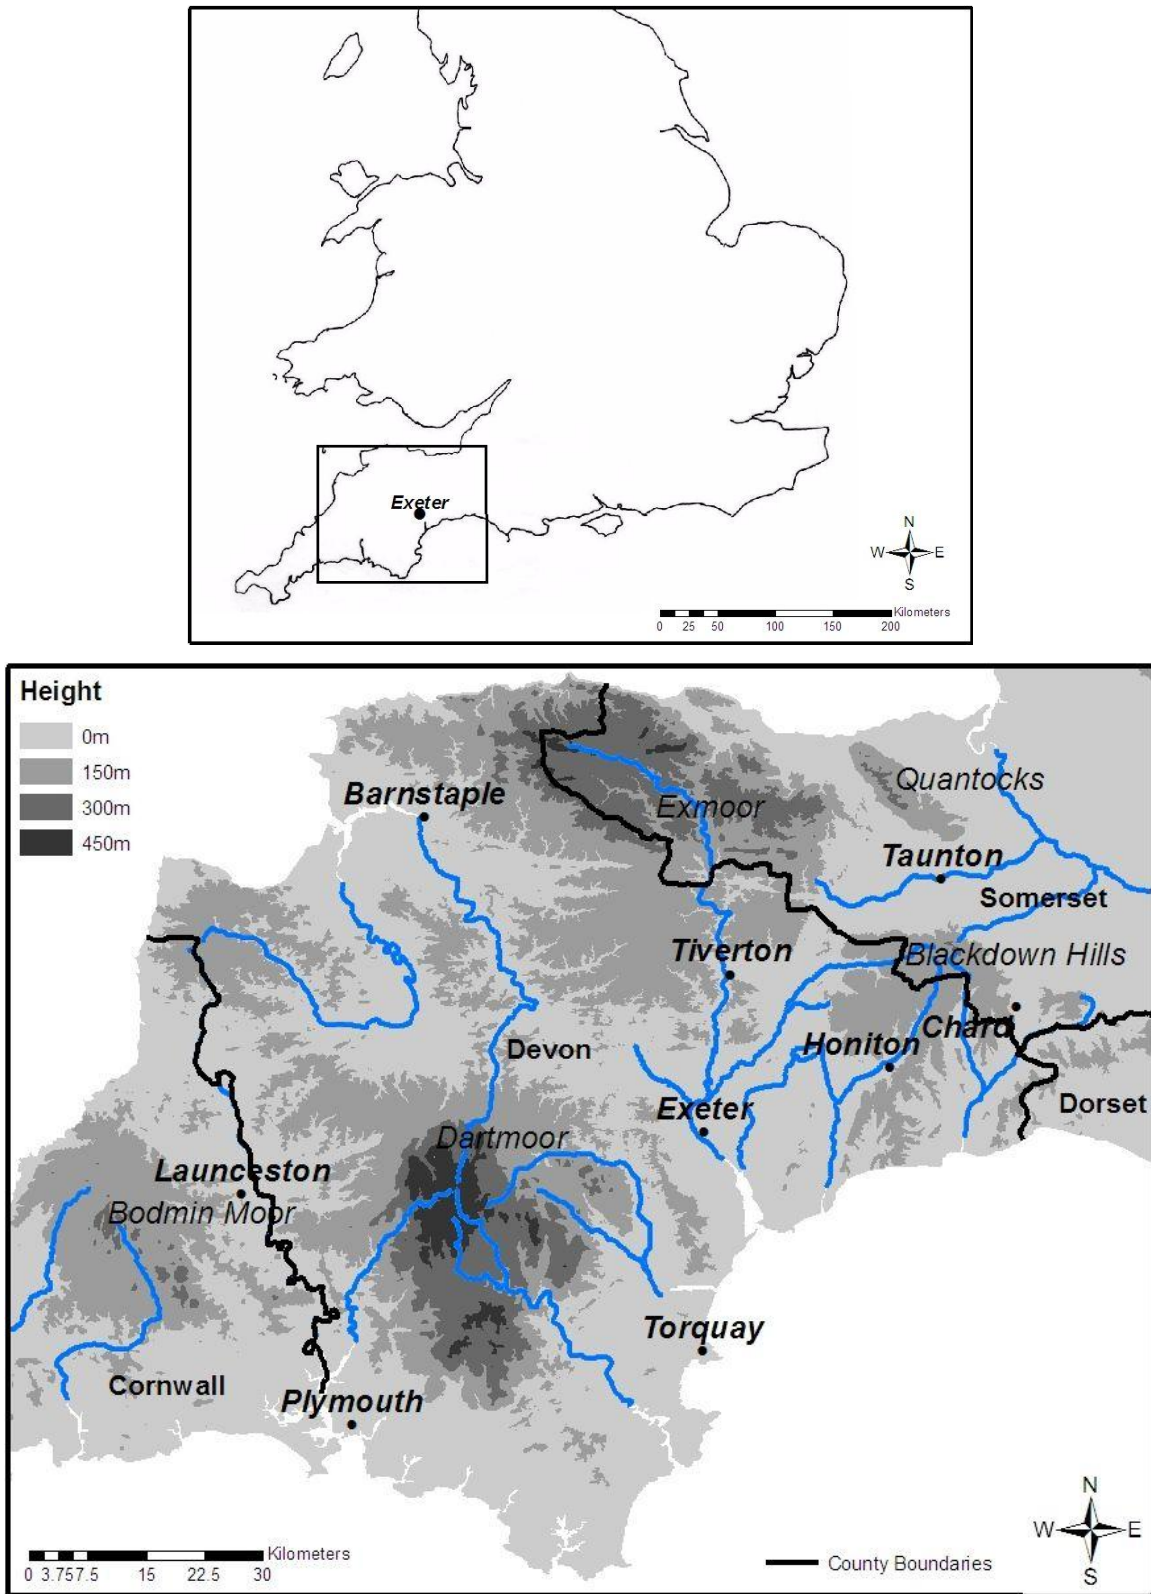 Exeter
N
W E
S
Kilometers
0 25 50 100 150 200
Height
0m
150m
300m
450m
Quantocks
Barnstaple
Exmoor
Taunton
Somerset
Tiverton
Blackdown Hills
Chard
Honiton
Devon
Dorset
Exeter
Dartmoor
Launceston
Bodmin Moor
Torquay
Cornwall
Plymouth
N
W E
S
Kilometers
0 3.75 7.5 15 22.5 30
County Boundaries